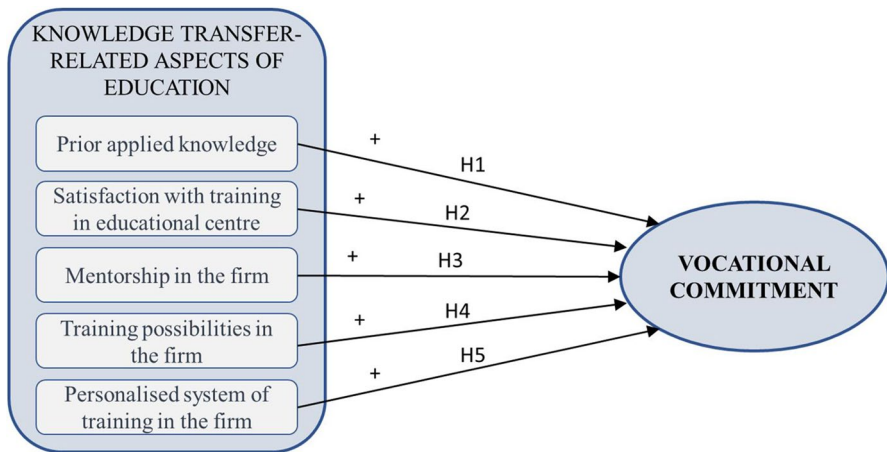 KNOWLEDGE TRANSFER-
RELATED ASPECTS OF
EDUCATION
Prior applied knowledge
Satisfaction with training
in educational centre
Mentorship in the firm
Training possibilities in
the firm
Personalised system of
training in the firm
+
H1
+
H2
+
H3
+
H4
+
H5
VOCATIONAL
COMMITMENT